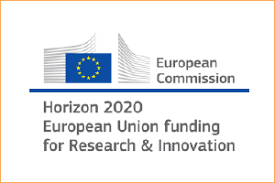 European
Commission
Horizon 2020
European Union funding
for Research & Innovation